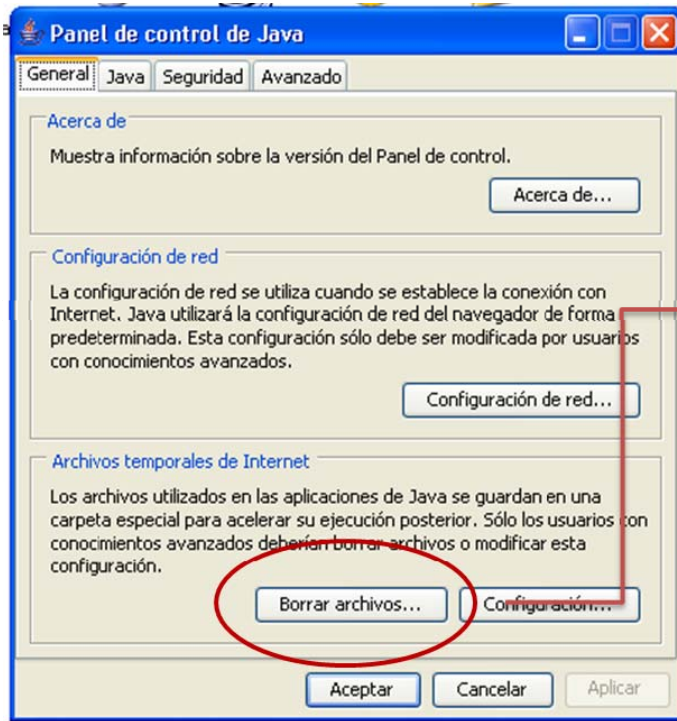 Panel de control de Java
General Java Seguridad Avanzado
Acerca de
Muestra información sobre la versión del Panel de control.
Acerca de...
Configuración de red
La configuración de red se utiliza cuando se establece la conexión con
Internet. Java utilizará la configuración de red del navegador de forma
predeterminada. Esta configuración sólo debe ser modificada por usuarios
con conocimientos avanzados.
Configuración de red...
Archivos temporales de Internet
Los archivos utilizados en las aplicaciones de Java se guardan en una
carpeta especial para acelerar su ejecución posterior. Sólo los usuarios con
conocimientos avanzados deberían borrar archivos o modificar esta
configuración.
Borrar archivos... Configuración...
Aceptar Cancelar Aplicar